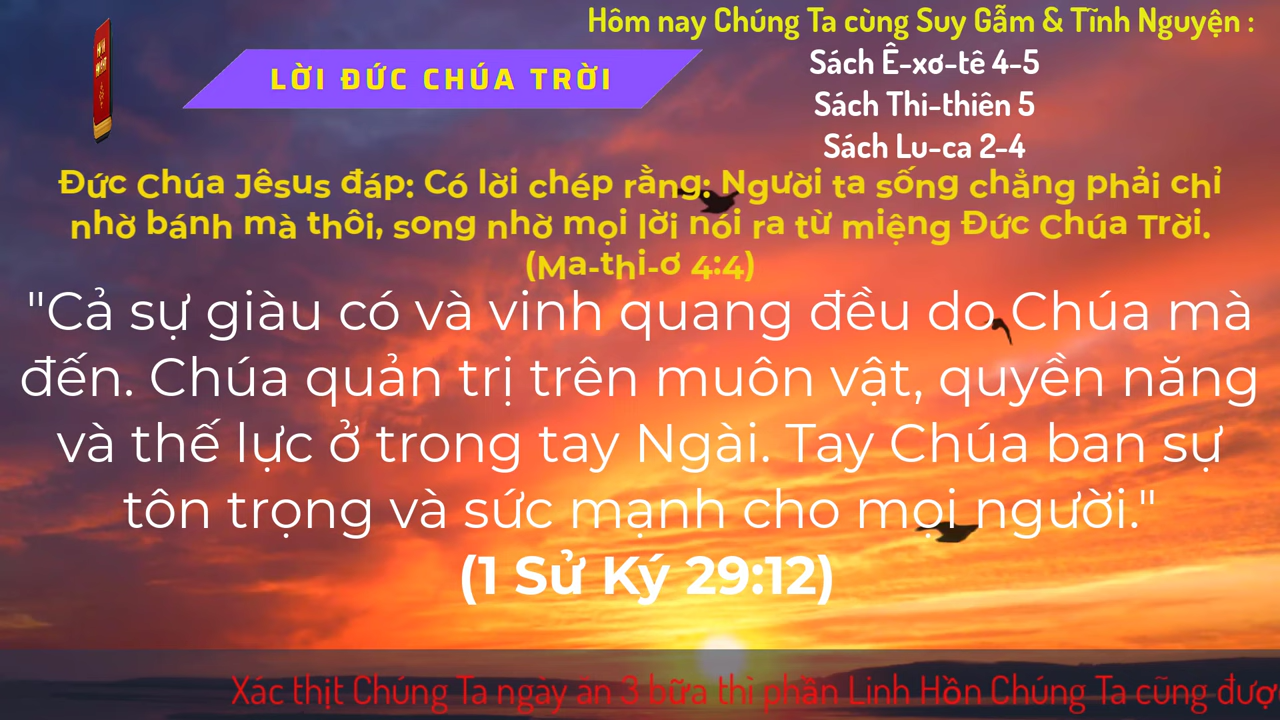 Hôm nay Chúng Ta cùng Suy Gẫm & Tĩnh Nguyện :
LỜI ĐỨC CHÚA TRỜI
Sách Ê-xơ-tê 4-5
Sách Thi-thiên 5
Sách Lu-ca 2-4
Đức Chúa Jêsus đáp: Có lời chép rằng: Người ta sống chẳng phải chỉ
nhờ bánh mà thôi, song nhờ mọi lời nói ra từ miệng Đức Chúa Trời.
(Ma-thi-ơ 4:4)
"Cả sự giàu có và vinh quang đều do Chúa mà
đến. Chúa quản trị trên muôn vật, quyền năng
và thế lực ở trong tay Ngài. Tay Chúa ban sự
tôn trọng và sức mạnh cho mọi người."
(1 Sử Ký 29:12)
Xác thịt Chúng Ta ngày ăn 3 bữa thì phần Linh Hồn Chúng Ta cũng đượ